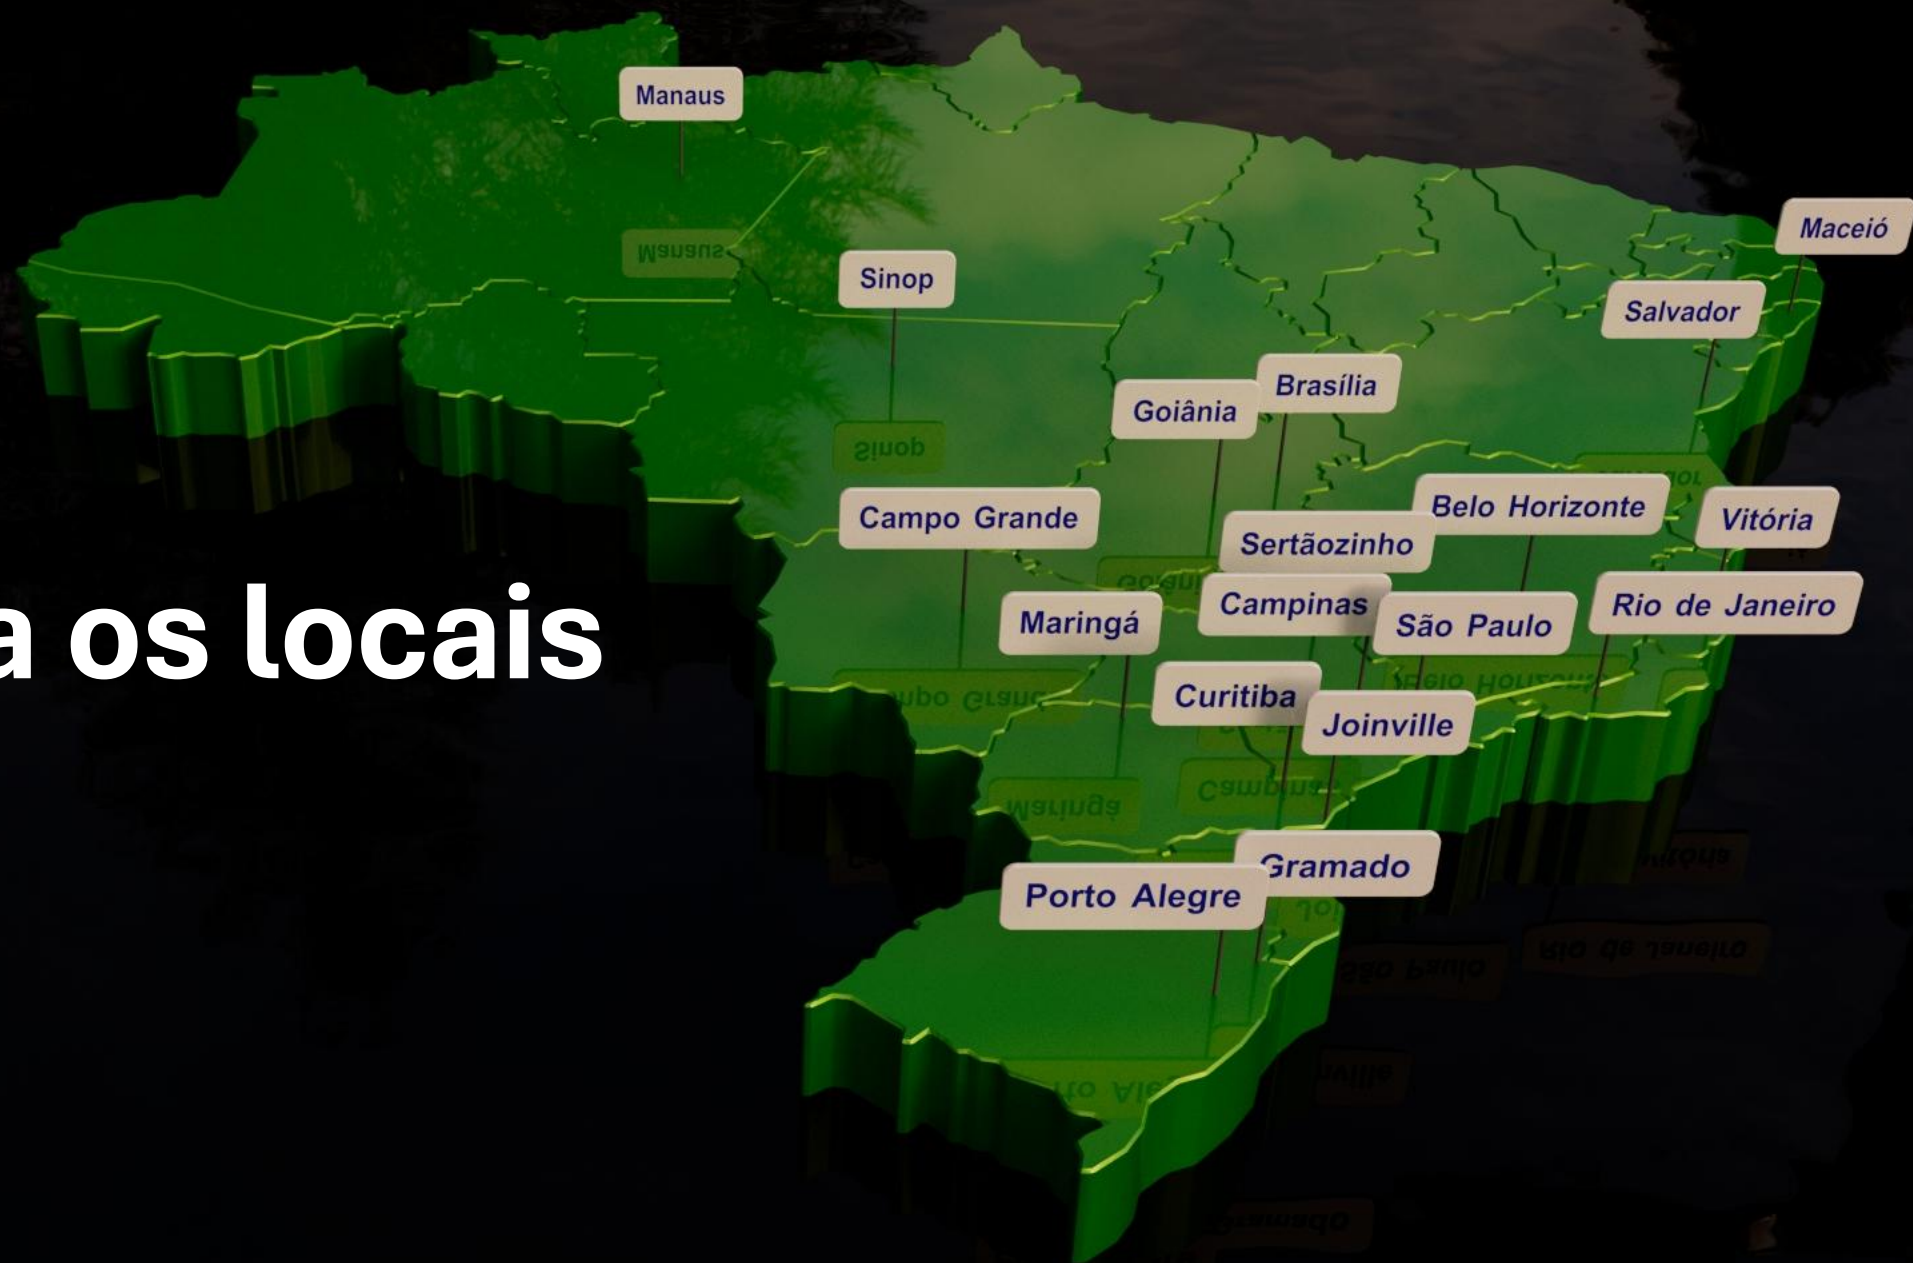 Manaus
Maceió
Sinop
Salvador
Brasília
Goiânia
Belo Horizonte
Campo Grande
Vitória
Sertãozinho
Campinas
Rio de Janeiro
Maringá
São Paulo
a os locais
Curitiba
Joinville
Gramado
Porto Alegre